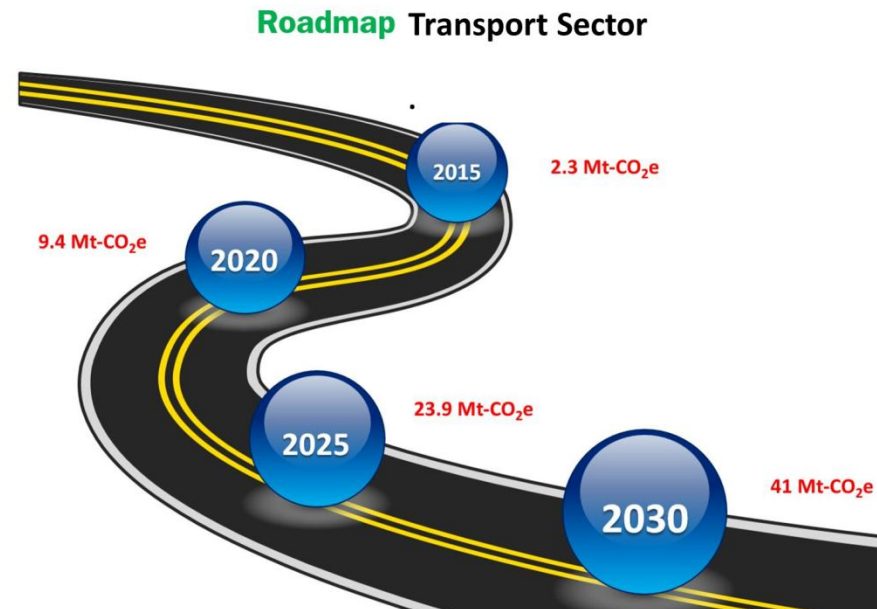 Roadmap Transport Sector
.
2015
2.3 Mt-CO₂e
9.4 Mt-CO₂e
2020
23.9 Mt-CO₂e
2025
41 Mt-CO₂e
2030